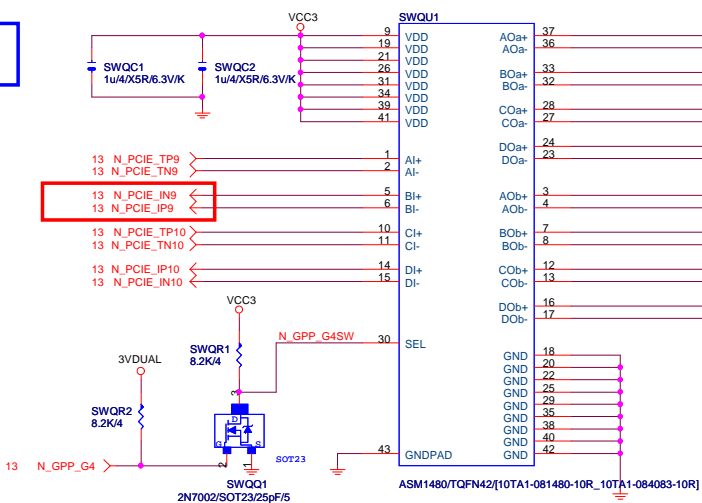 VCC3
SWQU1
SWQC1
1u/4/X5R/6.3V/K
SWQC2
1u/4/X5R/6.3V/K
9 VDD
19 VDD
21 VDD
26 VDD
31 VDD
34 VDD
39 VDD
41 VDD
AOa+ 37
AOa- 36
BOa+ 33
BOa- 32
COa+ 28
COa- 27
DOa+ 24
DOa- 23
13 N_PCIE_TP9 1 AI+
13 N_PCIE_TN9 2 AI-
13 N_PCIE_IN9 5 BI+
13 N_PCIE_IP9 6 BI-
13 N_PCIE_TP10 10 CI+
13 N_PCIE_TN10 11 CI-
13 N_PCIE_IP10 14 DI+
13 N_PCIE_IN10 15 DI-
AOb+ 3
AOb- 4
BOb+ 7
BOb- 8
COb+ 12
COb- 13
DOb+ 16
DOb- 17
VCC3
SWQR1
8.2K/4
N_GPP_G4SW 30 SEL
3VDUAL
SWQR2
8.2K/4
GND 18
GND 20
GND 22
GND 25
GND 29
GND 35
GND 38
GND 40
GND 42
3
D
G S
2 1
SOT23
13 N_GPP_G4
SWQQ1
2N7002/SOT23/25pF/5
43 GNDPAD
ASM1480/TQFN42/[10TA1-081480-10R_10TA1-084083-10R]